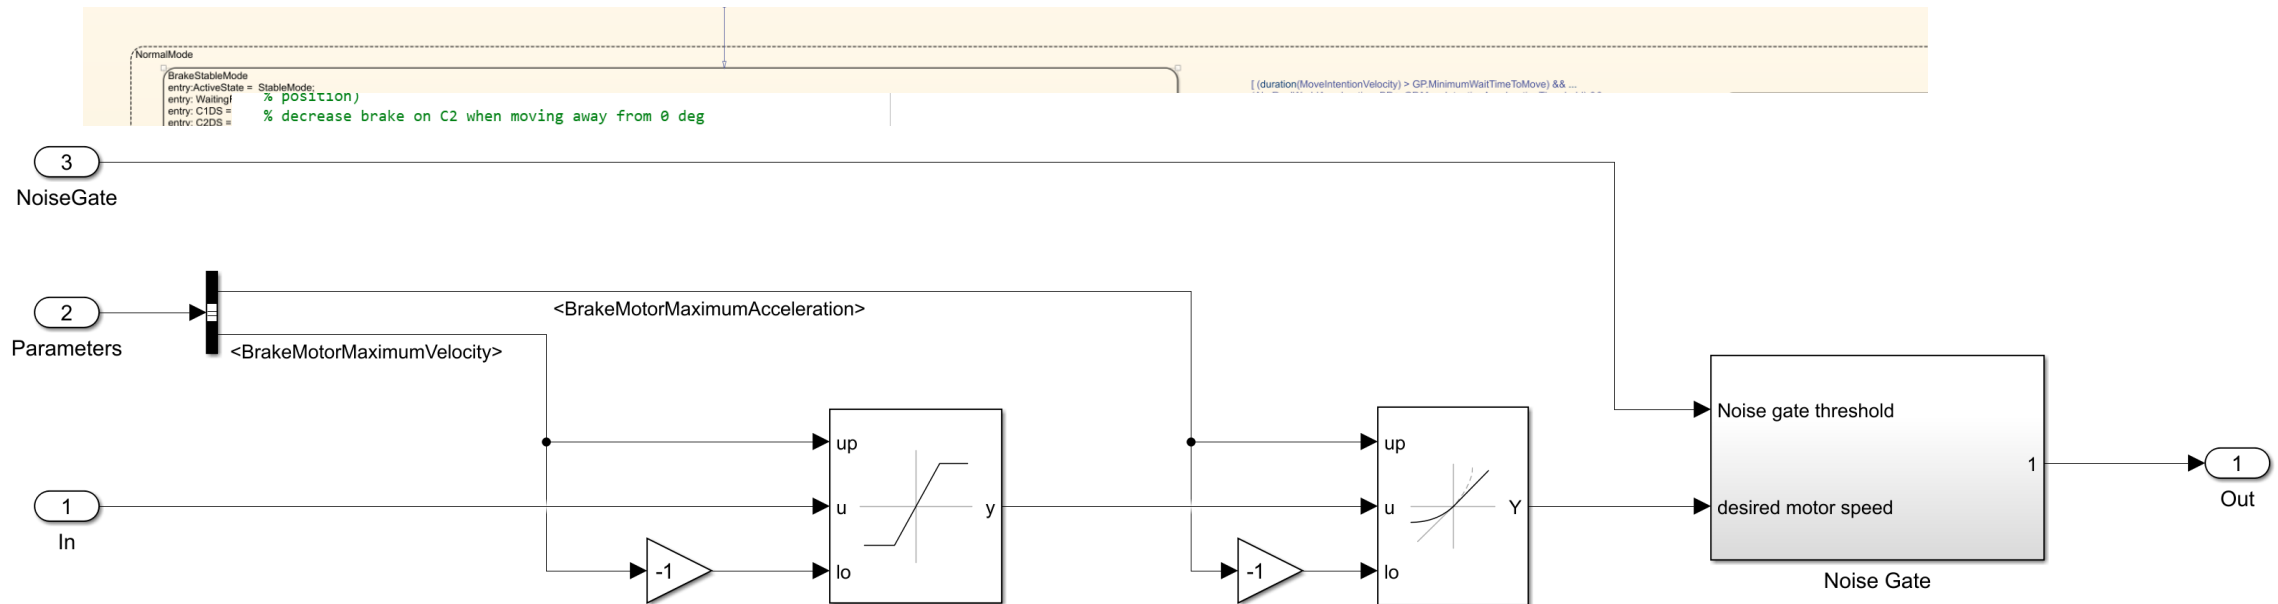 NormalMode
BrakeStableMode
entry:ActiveState = StableMode;
entry: Waiting
entry: C1DS =
entry: C2DS =
% position)
% decrease brake on C2 when moving away from 0 deg
[ (duration(MoveIntentionVelocity) > GP.MinimumWaitTimeToMove) && ...
3
NoiseGate
2
Parameters
<BrakeMotorMaximumAcceleration>
<BrakeMotorMaximumVelocity>
1
In
up
u
lo
y
-1
up
u
lo
Y
-1
Noise gate threshold
desired motor speed
1
Noise Gate
1
Out